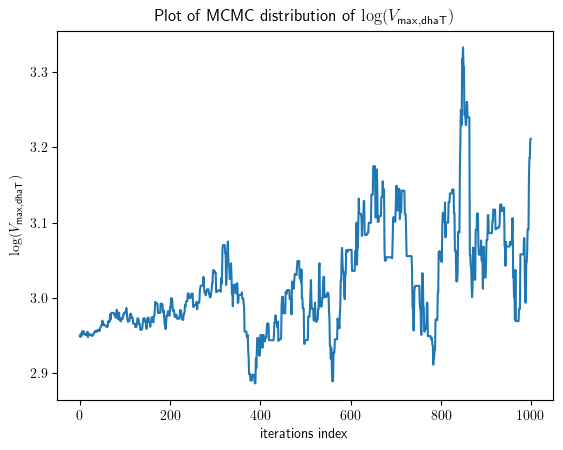 Plot of MCMC distribution of log(V_max,dhaT)
log(V_max,dhaT)
3.3
3.2
3.1
3.0
2.9
0 200 400 600 800 1000
iterations index